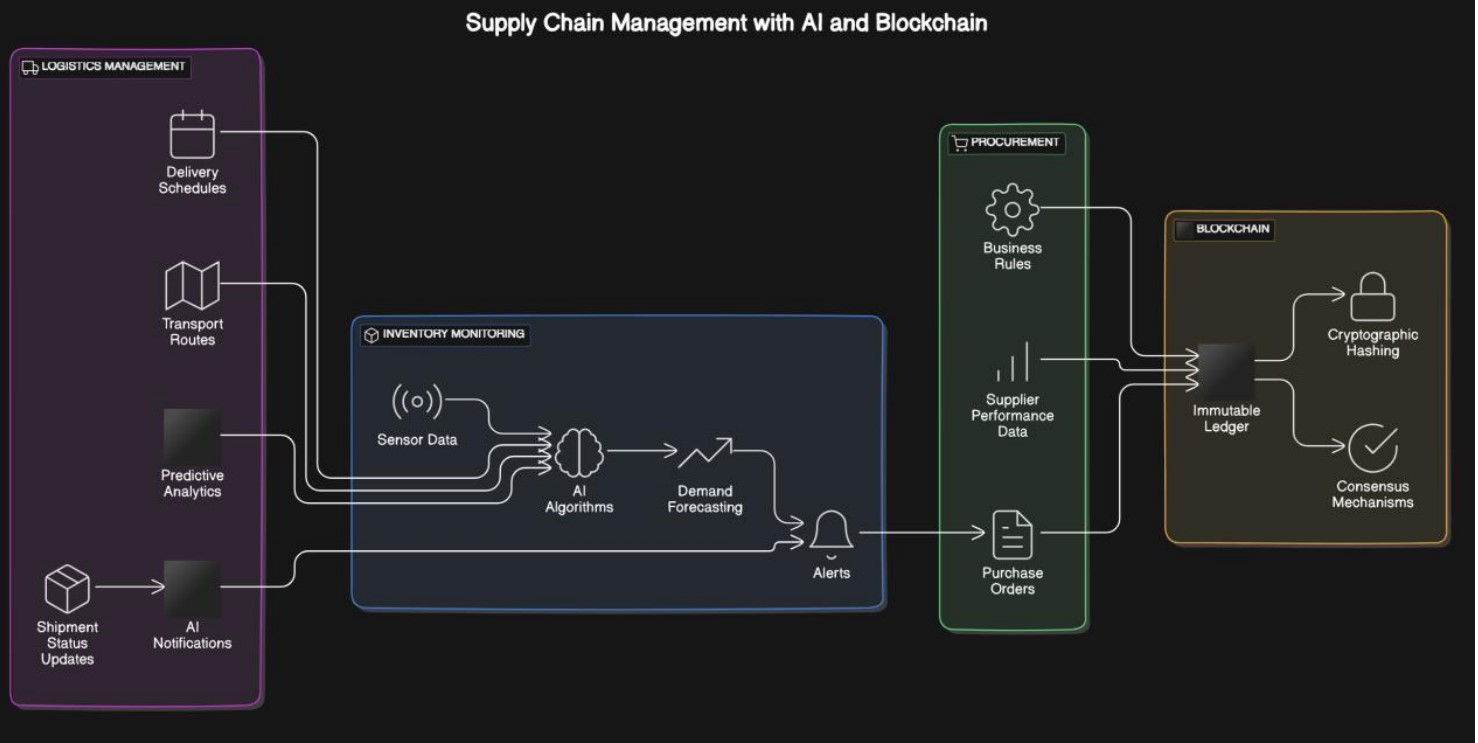 Supply Chain Management with AI and Blockchain
LOGISTICS MANAGEMENT
Delivery
Schedules
Transport
Routes
Predictive
Analytics
Shipment
Status
Updates
AI
Notifications
INVENTORY MONITORING
Sensor Data
AI
Algorithms
Demand
Forecasting
Alerts
PROCUREMENT
Business
Rules
Supplier
Performance
Data
Purchase
Orders
BLOCKCHAIN
Immutable
Ledger
Cryptographic
Hashing
Consensus
Mechanisms